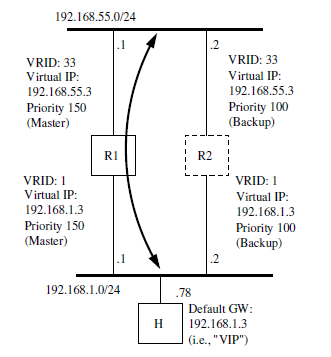 192.168.55.0/24
.1
.2
VRID: 33
Virtual IP:
192.168.55.3
Priority 150
(Master)
VRID: 33
Virtual IP:
192.168.55.3
Priority 100
(Backup)
R1
R2
VRID: 1
Virtual IP:
192.168.1.3
Priority 150
(Master)
VRID: 1
Virtual IP:
192.168.1.3
Priority 100
(Backup)
.1
.2
192.168.1.0/24
.78
H
Default GW:
192.168.1.3
(i.e., "VIP")